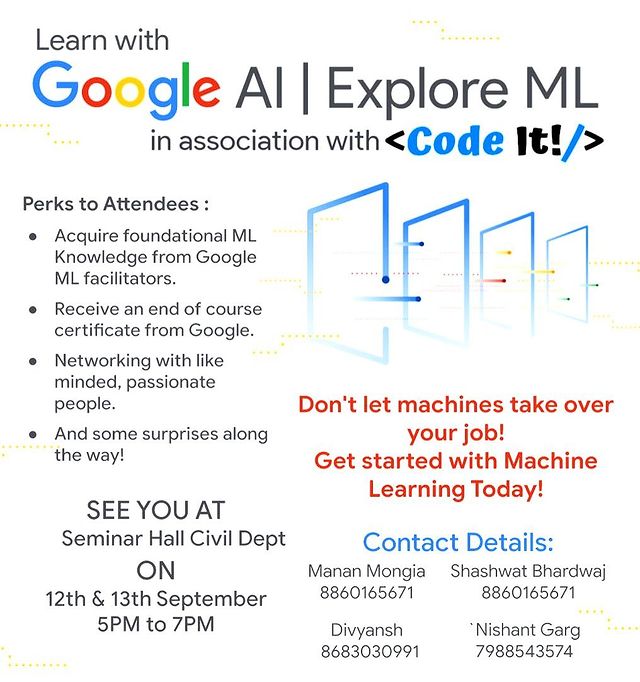 Learn with
Google AI | Explore ML
in association with <Code It!/>
Perks to Attendees :
● Acquire foundational ML
Knowledge from Google
ML facilitators.
● Receive an end of course
certificate from Google.
● Networking with like
minded, passionate
people.
● And some surprises along
the way!
Don't let machines take over
your job!
Get started with Machine
Learning Today!
SEE YOU AT
Seminar Hall Civil Dept
ON
12th & 13th September
5PM to 7PM
Contact Details:
Manan Mongia Shashwat Bhardwaj
8860165671 8860165671
Divyansh `Nishant Garg
8683030991 7988543574